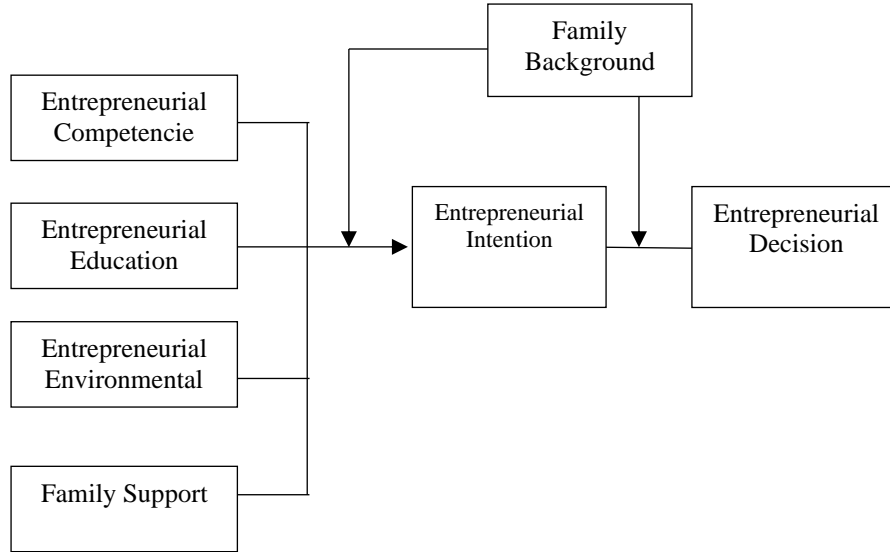 Family
Background
Entrepreneurial
Competencie
Entrepreneurial
Education
Entrepreneurial
Intention
Entrepreneurial
Decision
Entrepreneurial
Environmental
Family Support